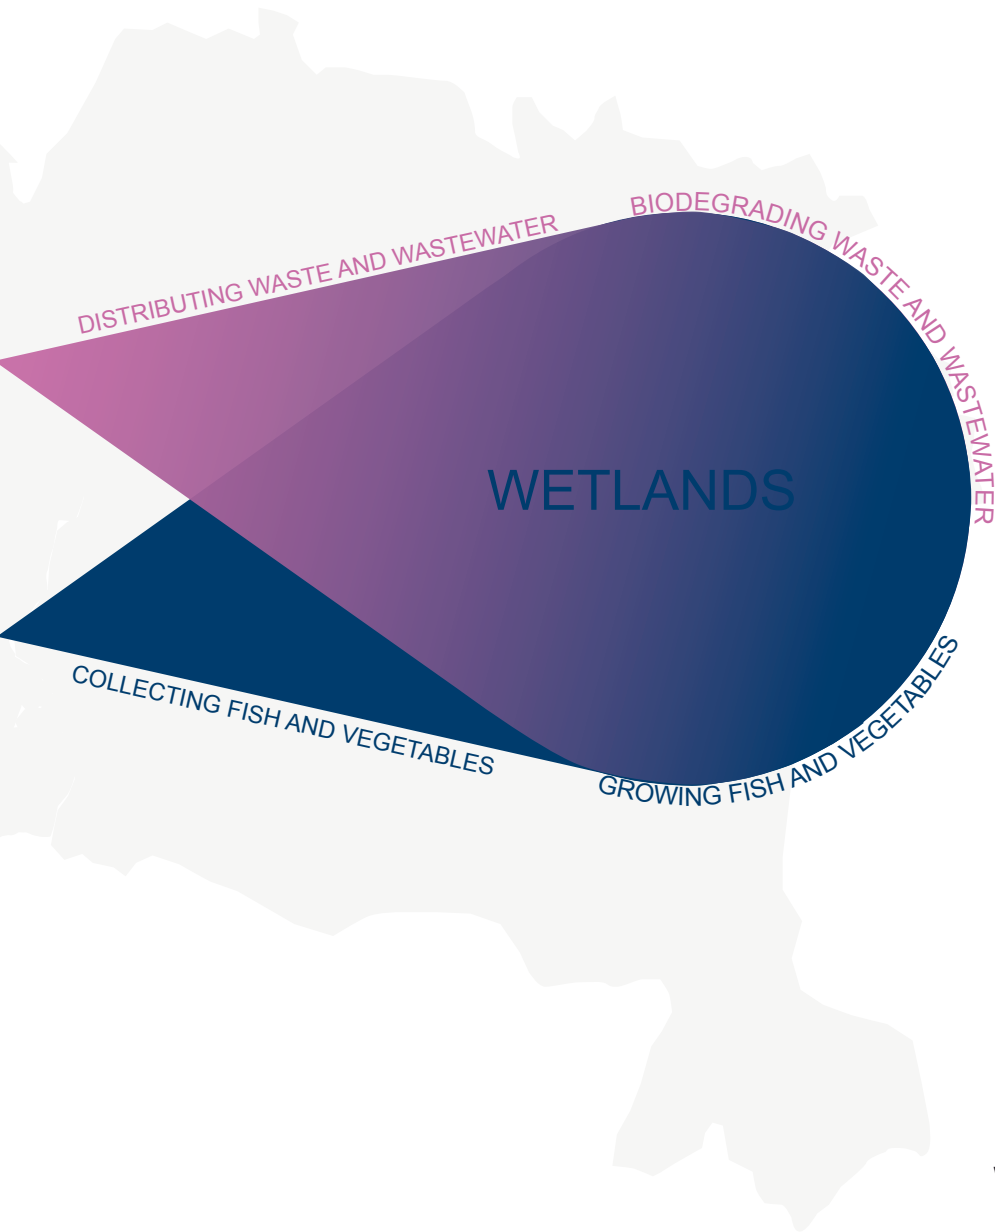 BIODEGRADING WASTE AND WASTEWATER
DISTRIBUTING WASTE AND WASTEWATER
WETLANDS
COLLECTING FISH AND VEGETABLES
GROWING FISH AND VEGETABLES